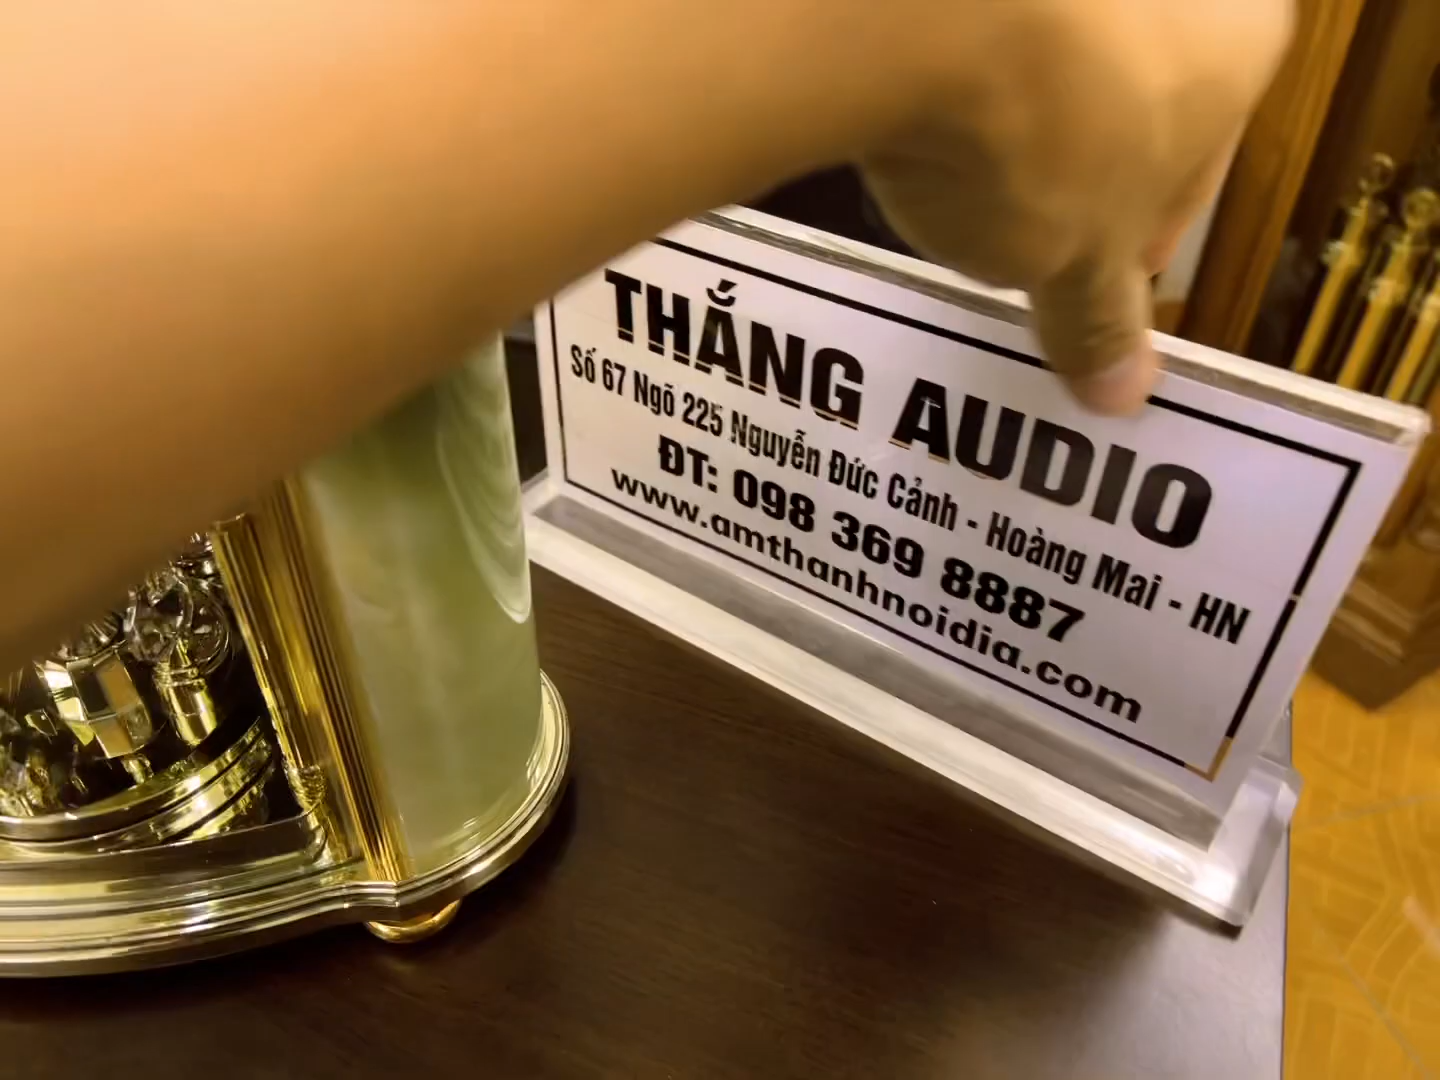 THẮNG AUDIO
Số 67 Ngõ 225 Nguyễn Đức Cảnh - Hoàng Mai - HN
ĐT: 098 369 8887
www.amthanhnoidia.com